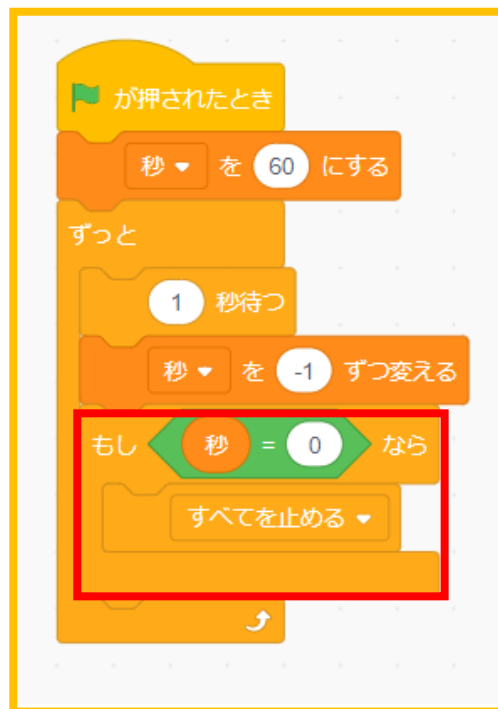 が押されたとき
秒 を 60 にする
ずっと
1 秒待つ
秒 を -1 ずつ変える
もし 秒 = 0 なら
すべてを止める